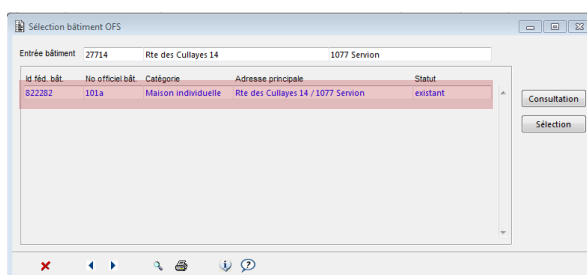 Sélection bâtiment OFS
Entrée bâtiment 27714 Rte des Cullayes 14 1077 Servion
Id féd. bât. No officiel bât. Catégorie Adresse principale Statut
822282 101a Maison individuelle Rte des Cullayes 14 / 1077 Servion existant
Consultation
Sélection